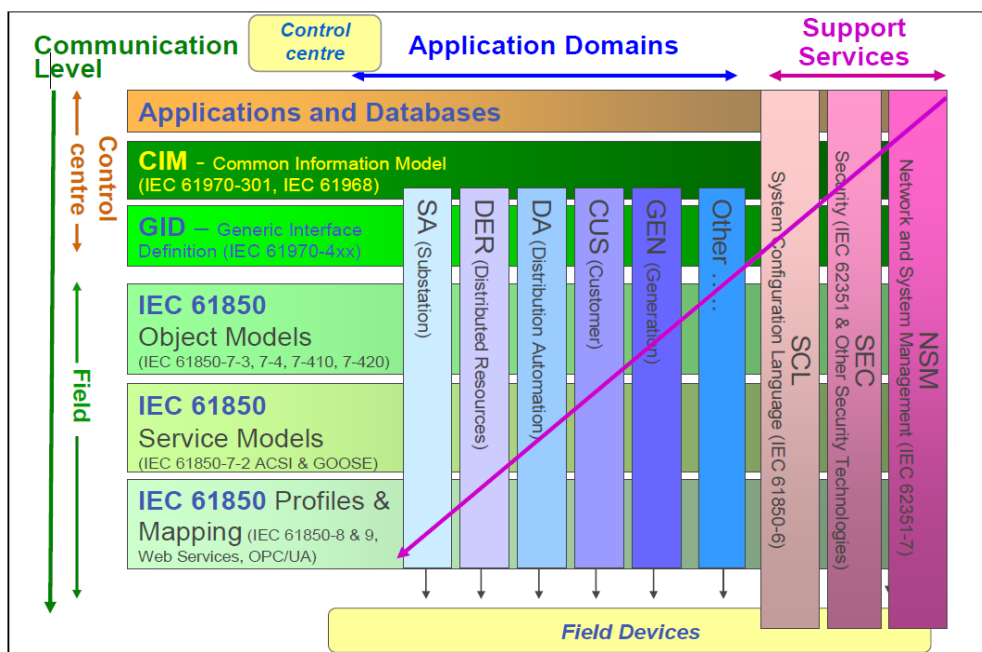 Communication
Level
Control
centre
Application Domains
Support
Services
Control
centre
Field
Applications and Databases
CIM - Common Information Model
(IEC 61970-301, IEC 61968)
GID – Generic Interface
Definition (IEC 61970-4xx)
IEC 61850
Object Models
(IEC 61850-7-3, 7-4, 7-410, 7-420)
IEC 61850
Service Models
(IEC 61850-7-2 ACSI & GOOSE)
IEC 61850 Profiles &
Mapping (IEC 61850-8 & 9,
Web Services, OPC/UA)
SA (Substation)
DER (Distributed Resources)
DA (Distribution Automation)
CUS (Customer)
GEN (Generation)
Other ……
SCL
System Configuration Language (IEC 61850-6)
SEC
Security (IEC 62351 & Other Security Technologies)
NSM
Network and System Management (IEC 62351-7)
Field Devices